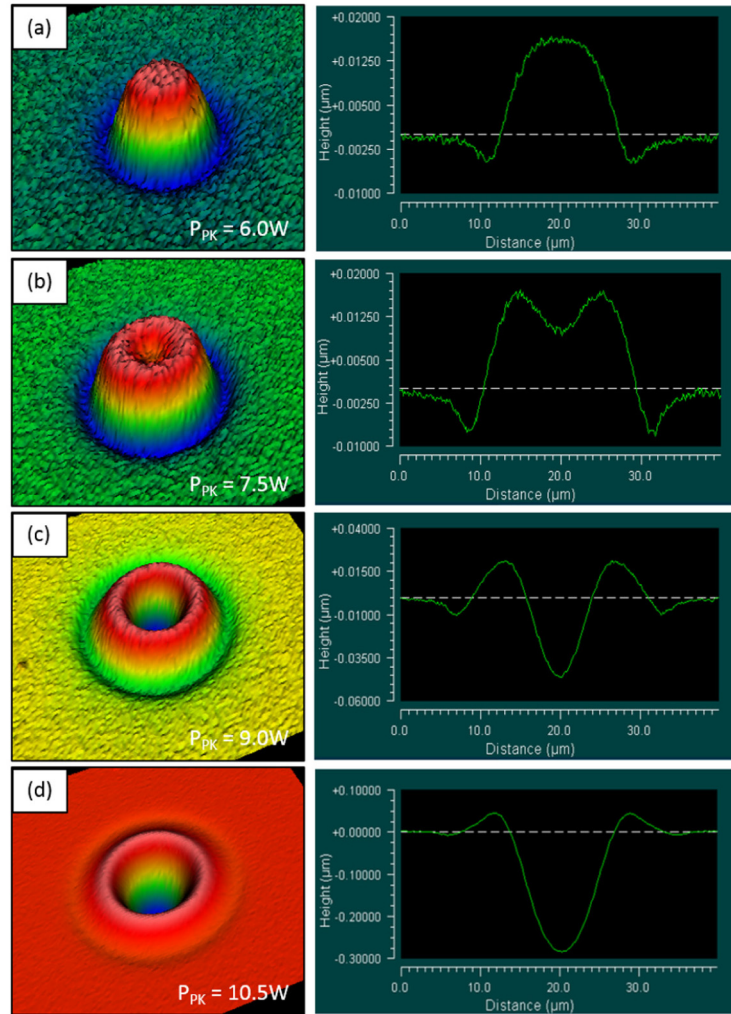 (a)
P_PK = 6.0W
Height (µm)
+0.02000
+0.01250
+0.00500
-0.00250
-0.01000
0.0 10.0 20.0 30.0
Distance (µm)
(b)
P_PK = 7.5W
Height (µm)
+0.02000
+0.01250
+0.00500
-0.00250
-0.01000
0.0 10.0 20.0 30.0
Distance (µm)
(c)
P_PK = 9.0W
Height (µm)
+0.04000
+0.01500
-0.01000
-0.03500
-0.06000
0.0 10.0 20.0 30.0
Distance (µm)
(d)
P_PK = 10.5W
Height (µm)
+0.10000
+0.00000
-0.10000
-0.20000
-0.30000
0.0 10.0 20.0 30.0
Distance (µm)